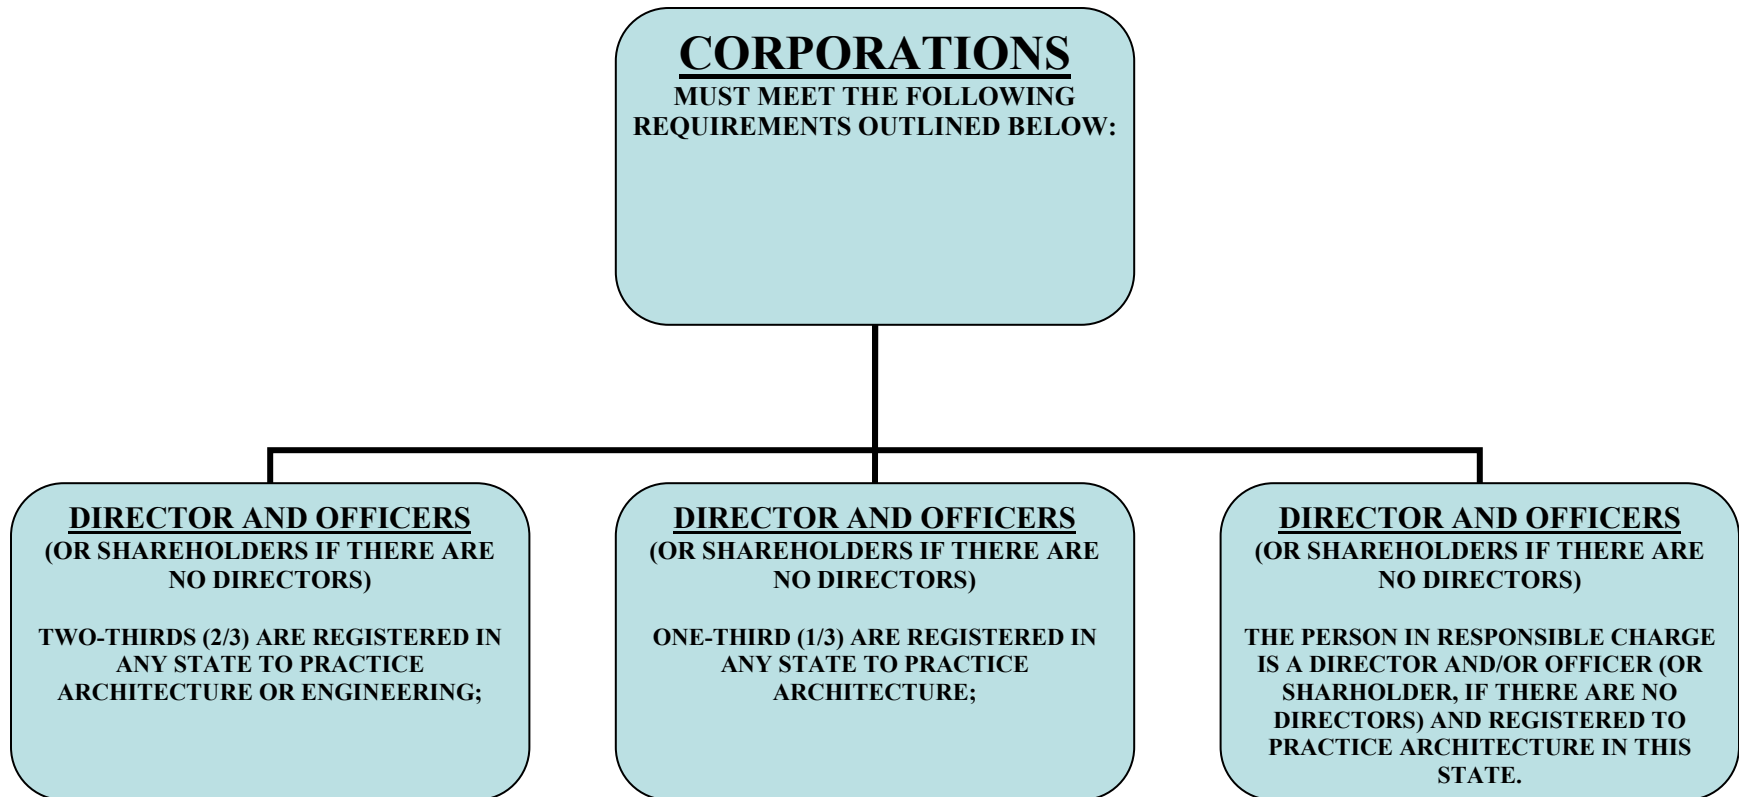 CORPORATIONS
MUST MEET THE FOLLOWING
REQUIREMENTS OUTLINED BELOW:
DIRECTOR AND OFFICERS
(OR SHAREHOLDERS IF THERE ARE
NO DIRECTORS)
TWO-THIRDS (2/3) ARE REGISTERED IN
ANY STATE TO PRACTICE
ARCHITECTURE OR ENGINEERING;
DIRECTOR AND OFFICERS
(OR SHAREHOLDERS IF THERE ARE
NO DIRECTORS)
ONE-THIRD (1/3) ARE REGISTERED IN
ANY STATE TO PRACTICE
ARCHITECTURE;
DIRECTOR AND OFFICERS
(OR SHAREHOLDERS IF THERE ARE
NO DIRECTORS)
THE PERSON IN RESPONSIBLE CHARGE
IS A DIRECTOR AND/OR OFFICER (OR
SHARHOLDER, IF THERE ARE NO
DIRECTORS) AND REGISTERED TO
PRACTICE ARCHITECTURE IN THIS
STATE.